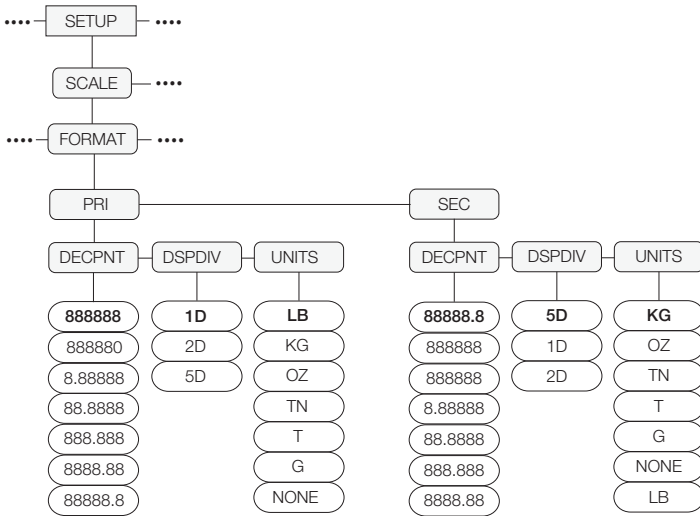 •••• SETUP ••••
SCALE ••••
•••• FORMAT ••••
PRI SEC
DECPNT DSPDIV UNITS DECPNT DSPDIV UNITS
888888 1D LB 88888.8 5D KG
888880 2D KG 888888 1D OZ
8.88888 5D OZ 888888 2D TN
88.8888 TN 8.88888 T
888.888 T 88.8888 G
8888.88 G 888.888 NONE
88888.8 NONE 8888.88 LB